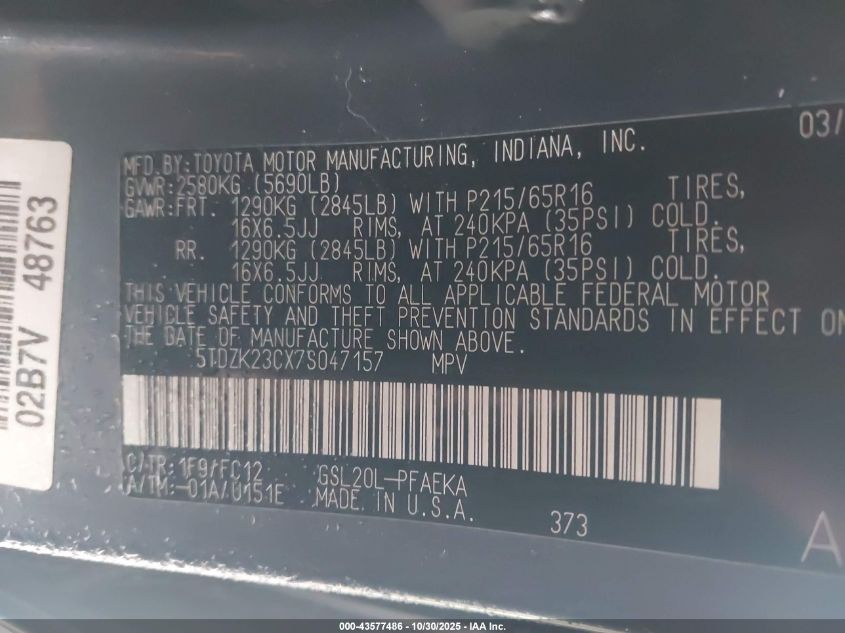 03/
MFD.BY:TOYOTA MOTOR MANUFACTURING, INDIANA, INC.
GVWR:2580KG (5690LB)
GAWR:FRT. 1290KG (2845LB) WITH P215/65R16 TIRES,
16X6.5JJ RIMS, AT 240KPA (35PSI) COLD.
RR. 1290KG (2845LB) WITH P215/65R16 TIRES,
16X6.5JJ RIMS, AT 240KPA (35PSI) COLD.
THIS VEHICLE CONFORMS TO ALL APPLICABLE FEDERAL MOTOR
VEHICLE SAFETY AND THEFT PREVENTION STANDARDS IN EFFECT ON
THE DATE OF MANUFACTURE SHOWN ABOVE.
5TDZK23CX7S047157 MPV
C/TR:1F9/FC12 GSL20L-PFAEKA
A/TM:-01A/U151E MADE IN U.S.A.
373
A
02B7V 48763
000-43577486 - 10/30/2025 - IAA Inc.